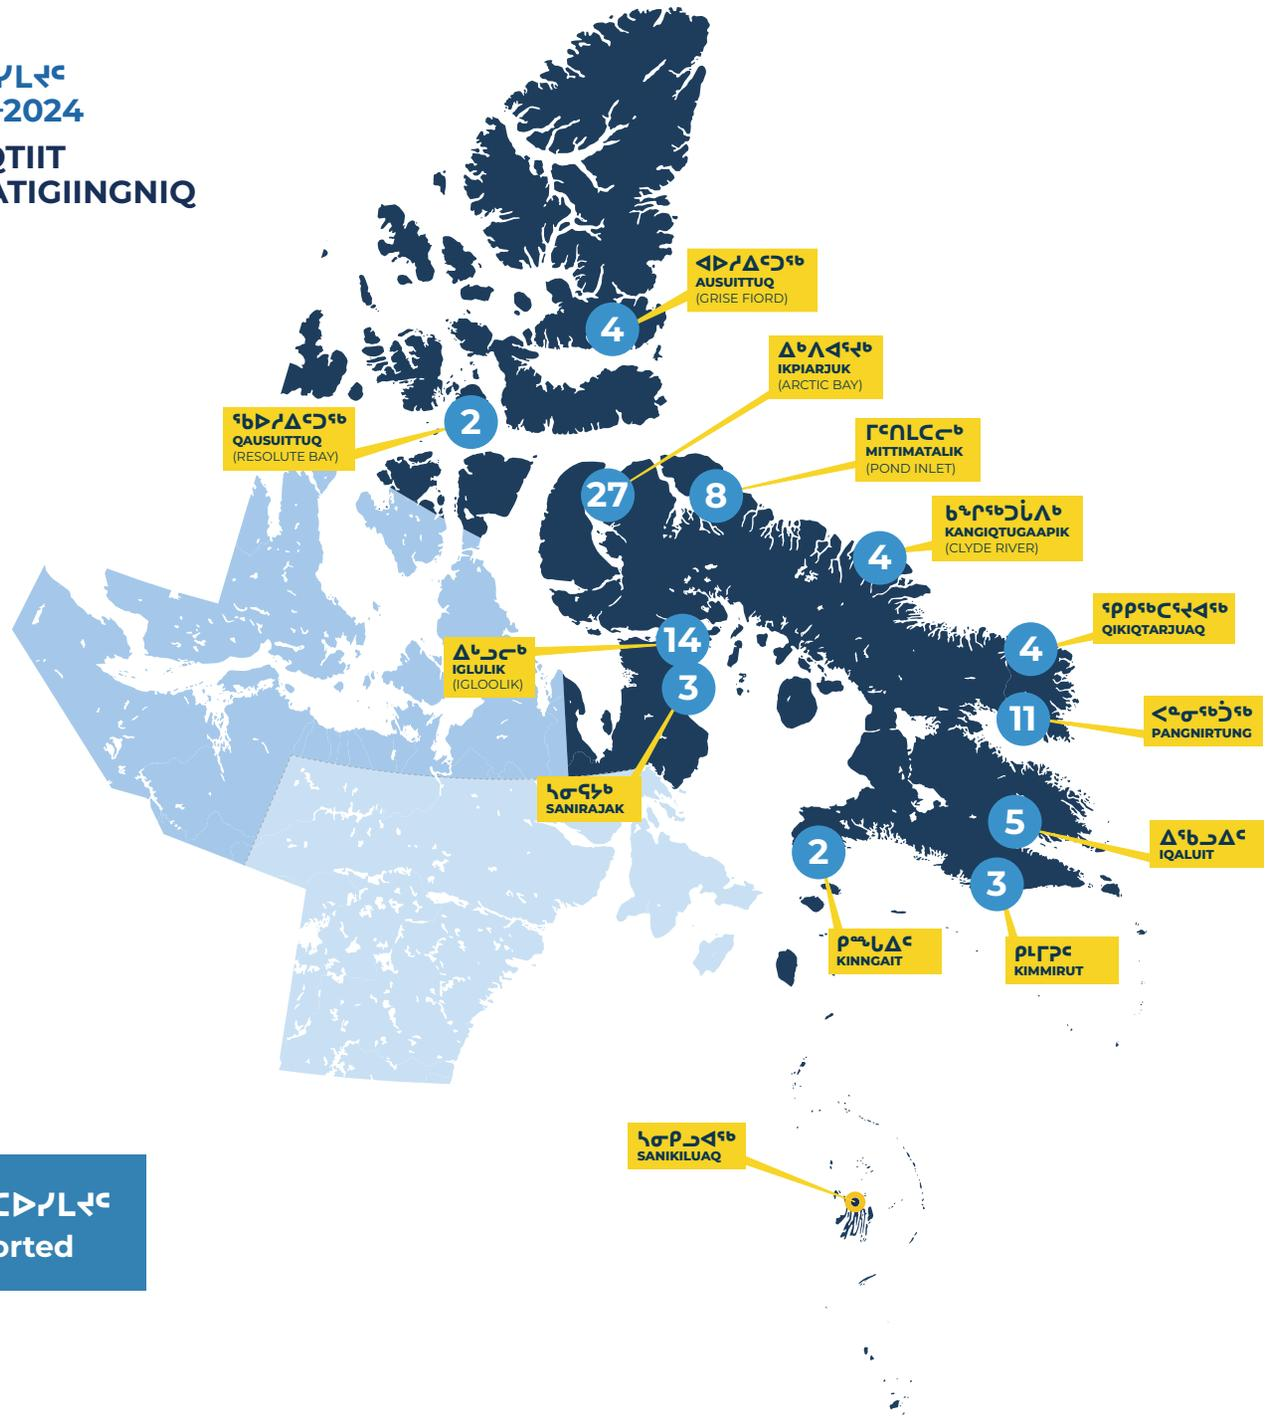 ᓯᒪᔪᑦ
-2024
QTIIT
ATIGIINGNIQ
ᐊᐅᓱᐃᑦᑐᖅ
AUSUITTUQ
(GRISE FIORD)
4
ᐃᒃᐱᐊᕐᔪᒃ
IKPIARJUK
(ARCTIC BAY)
ᖃᐅᓱᐃᑦᑐᖅ
QAUSUITTUQ
(RESOLUTE BAY)
2
ᒥᑦᑎᒪᑕᓕᒃ
MITTIMATALIK
(POND INLET)
27
8
ᑲᖏᖅᑐᒑᐱᒃ
KANGIQTUGAAPIK
(CLYDE RIVER)
4
ᕿᑭᖅᑕᕐᔪᐊᖅ
QIKIQTARJUAQ
14
ᐃᒡᓗᓕᒃ
IGLULIK
(IGLOOLIK)
4
3
ᐸᓐᓂᖅᑑᖅ
PANGNIRTUNG
11
ᓴᓂᕋᔭᒃ
SANIRAJAK
5
ᐃᖃᓗᐃᑦ
IQALUIT
2
3
ᑭᙵᐃᑦ
KINNGAIT
ᑭᒻᒥᕈᑦ
KIMMIRUT
ᓴᓂᑭᓗᐊᖅ
SANIKILUAQ
ᑕᐅᓯᒪᔪᑦ
orted